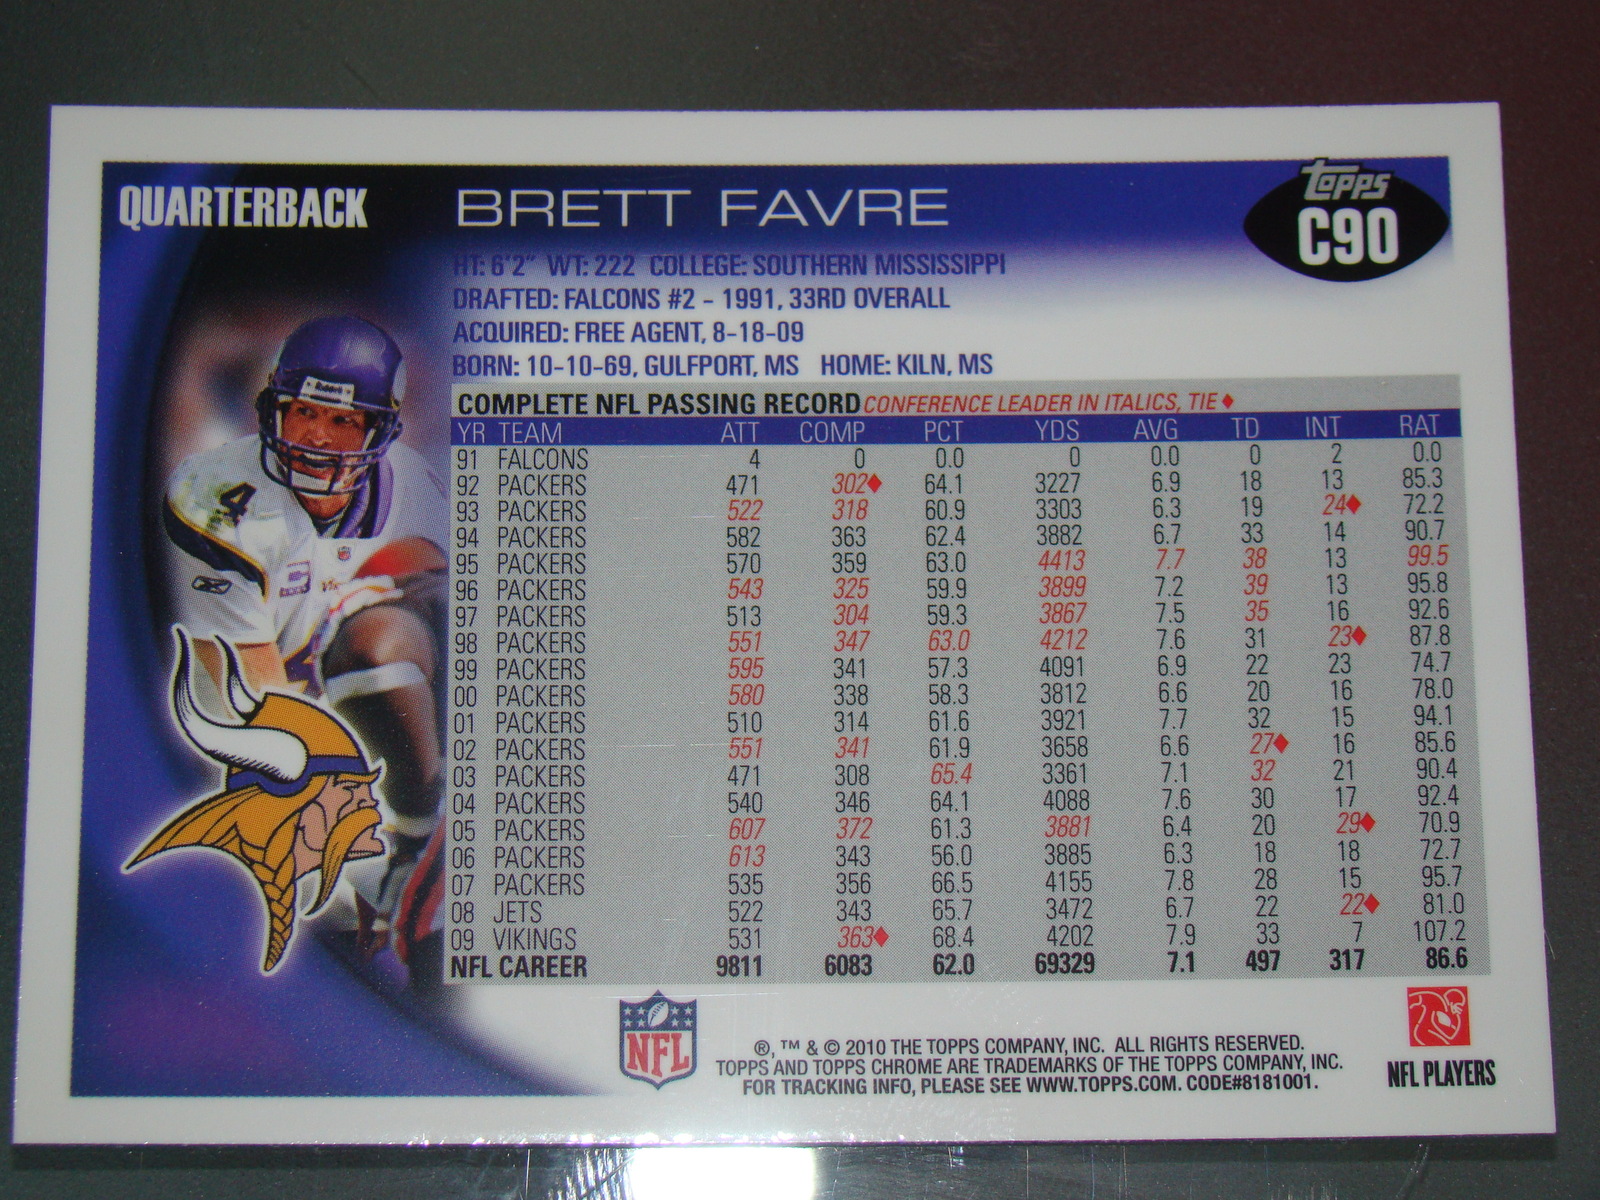 QUARTERBACK BRETT FAVRE
TOPPS
C90
HT: 6'2" WT: 222 COLLEGE: SOUTHERN MISSISSIPPI
DRAFTED: FALCONS #2 - 1991, 33RD OVERALL
ACQUIRED: FREE AGENT, 8-18-09
BORN: 10-10-69, GULFPORT, MS HOME: KILN, MS
COMPLETE NFL PASSING RECORD CONFERENCE LEADER IN ITALICS, TIE ♦
YR TEAM ATT COMP PCT YDS AVG TD INT RAT
91 FALCONS 4 0 0.0 0 0.0 0 2 0.0
92 PACKERS 471 302♦ 64.1 3227 6.9 18 13 85.3
93 PACKERS 522 318 60.9 3303 6.3 19 24♦ 72.2
94 PACKERS 582 363 62.4 3882 6.7 33 14 90.7
95 PACKERS 570 359 63.0 4413 7.7 38 13 99.5
96 PACKERS 543 325 59.9 3899 7.2 39 13 95.8
97 PACKERS 513 304 59.3 3867 7.5 35 16 92.6
98 PACKERS 551 347 63.0 4212 7.6 31 23♦ 87.8
99 PACKERS 595 341 57.3 4091 6.9 22 23 74.7
00 PACKERS 580 338 58.3 3812 6.6 20 16 78.0
01 PACKERS 510 314 61.6 3921 7.7 32 15 94.1
02 PACKERS 551 341 61.9 3658 6.6 27♦ 16 85.6
03 PACKERS 471 308 65.4 3361 7.1 32 21 90.4
04 PACKERS 540 346 64.1 4088 7.6 30 17 92.4
05 PACKERS 607 372 61.3 3881 6.4 20 29♦ 70.9
06 PACKERS 613 343 56.0 3885 6.3 18 18 72.7
07 PACKERS 535 356 66.5 4155 7.8 28 15 95.7
08 JETS 522 343 65.7 3472 6.7 22 22♦ 81.0
09 VIKINGS 531 363♦ 68.4 4202 7.9 33 7 107.2
NFL CAREER 9811 6083 62.0 69329 7.1 497 317 86.6
Riddell
4
C
NFL
®, ™ & © 2010 THE TOPPS COMPANY, INC. ALL RIGHTS RESERVED.
TOPPS AND TOPPS CHROME ARE TRADEMARKS OF THE TOPPS COMPANY, INC.
FOR TRACKING INFO, PLEASE SEE WWW.TOPPS.COM. CODE#8181001.
NFL PLAYERS